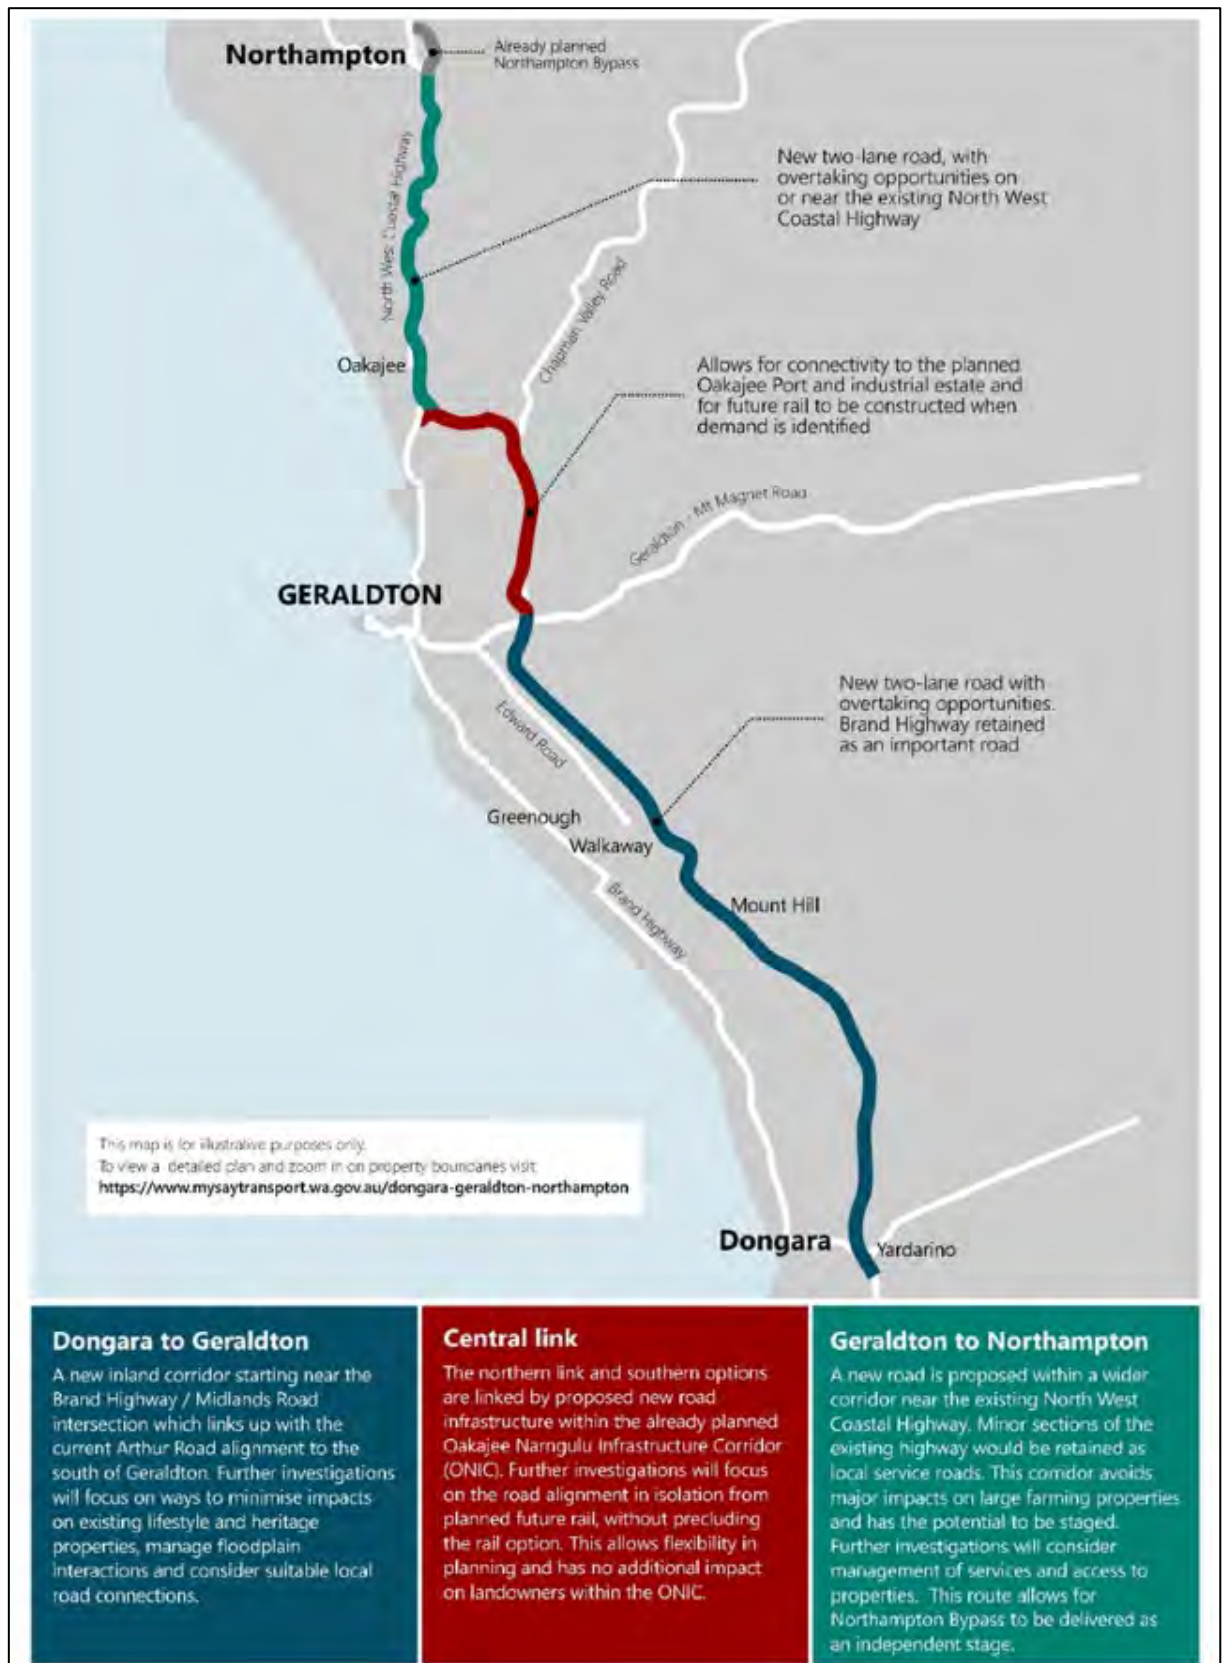 Northampton
Already planned
Northampton Bypass
North West Coastal Highway
New two-lane road, with
overtaking opportunities on
or near the existing North West
Coastal Highway
Chapman Valley Road
Oakajee
Allows for connectivity to the planned
Oakajee Port and industrial estate and
for future rail to be constructed when
demand is identified
Geraldton - Mt Magnet Road
GERALDTON
New two-lane road with
overtaking opportunities.
Brand Highway retained
as an important road
Edward Road
Greenough
Walkaway
Mount Hill
Brand Highway
This map is for illustrative purposes only.
To view a detailed plan and zoom in on property boundaries visit
https://www.mysaytransport.wa.gov.au/dongara-geraldton-northampton
Dongara
Yardarino
Dongara to Geraldton
A new inland corridor starting near the
Brand Highway / Midlands Road
intersection which links up with the
current Arthur Road alignment to the
south of Geraldton. Further investigations
will focus on ways to minimise impacts
on existing lifestyle and heritage
properties, manage floodplain
interactions and consider suitable local
road connections.
Central link
The northern link and southern options
are linked by proposed new road
infrastructure within the already planned
Oakajee Narngulu Infrastructure Corridor
(ONIC). Further investigations will focus
on the road alignment in isolation from
planned future rail, without precluding
the rail option. This allows flexibility in
planning and has no additional impact
on landowners within the ONIC.
Geraldton to Northampton
A new road is proposed within a wider
corridor near the existing North West
Coastal Highway. Minor sections of the
existing highway would be retained as
local service roads. This corridor avoids
major impacts on large farming properties
and has the potential to be staged.
Further investigations will consider
management of services and access to
properties. This route allows for
Northampton Bypass to be delivered as
an independent stage.